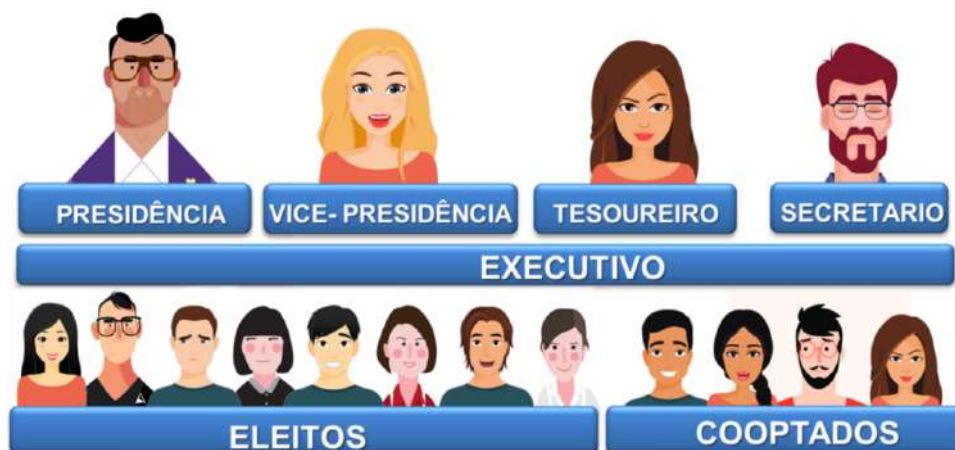 PRESIDÊNCIA
VICE- PRESIDÊNCIA
TESOUREIRO
SECRETARIO
EXECUTIVO
ELEITOS
COOPTADOS